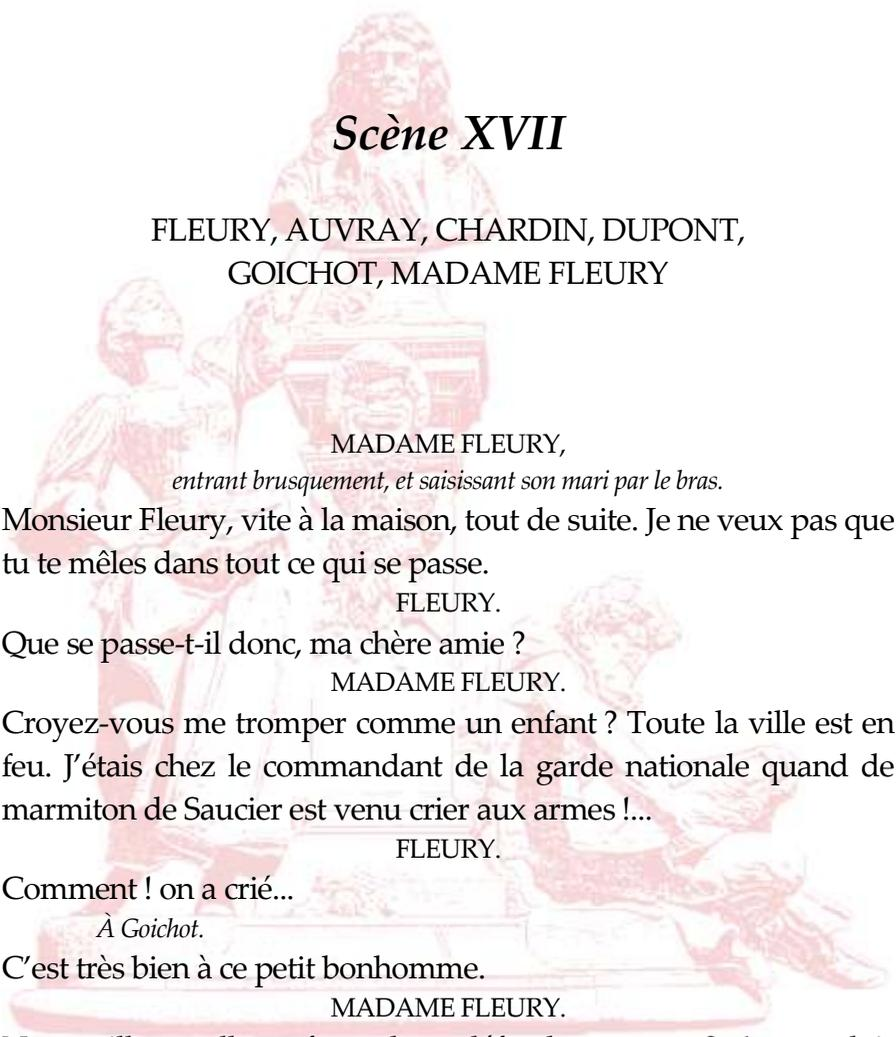 Scène XVII
FLEURY, AUVRAY, CHARDIN, DUPONT,
GOICHOT, MADAME FLEURY
MADAME FLEURY,
entrant brusquement, et saisissant son mari par le bras.
Monsieur Fleury, vite à la maison, tout de suite. Je ne veux pas que
tu te mêles dans tout ce qui se passe.
FLEURY.
Que se passe-t-il donc, ma chère amie ?
MADAME FLEURY.
Croyez-vous me tromper comme un enfant ? Toute la ville est en
feu. J’étais chez le commandant de la garde nationale quand de
marmiton de Saucier est venu crier aux armes !...
FLEURY.
Comment ! on a crié...
À Goichot.
C’est très bien à ce petit bonhomme.
MADAME FLEURY.